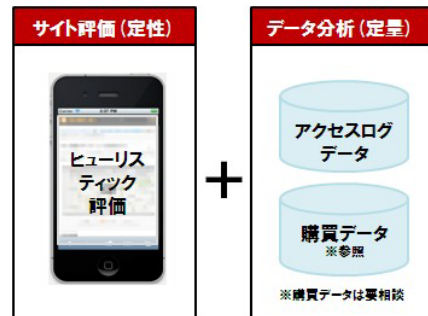 サイト評価(定性)
ヒューリス
ティック
評価
+
データ分析(定量)
アクセスログ
データ
購買データ
※参照
※購買データは要相談